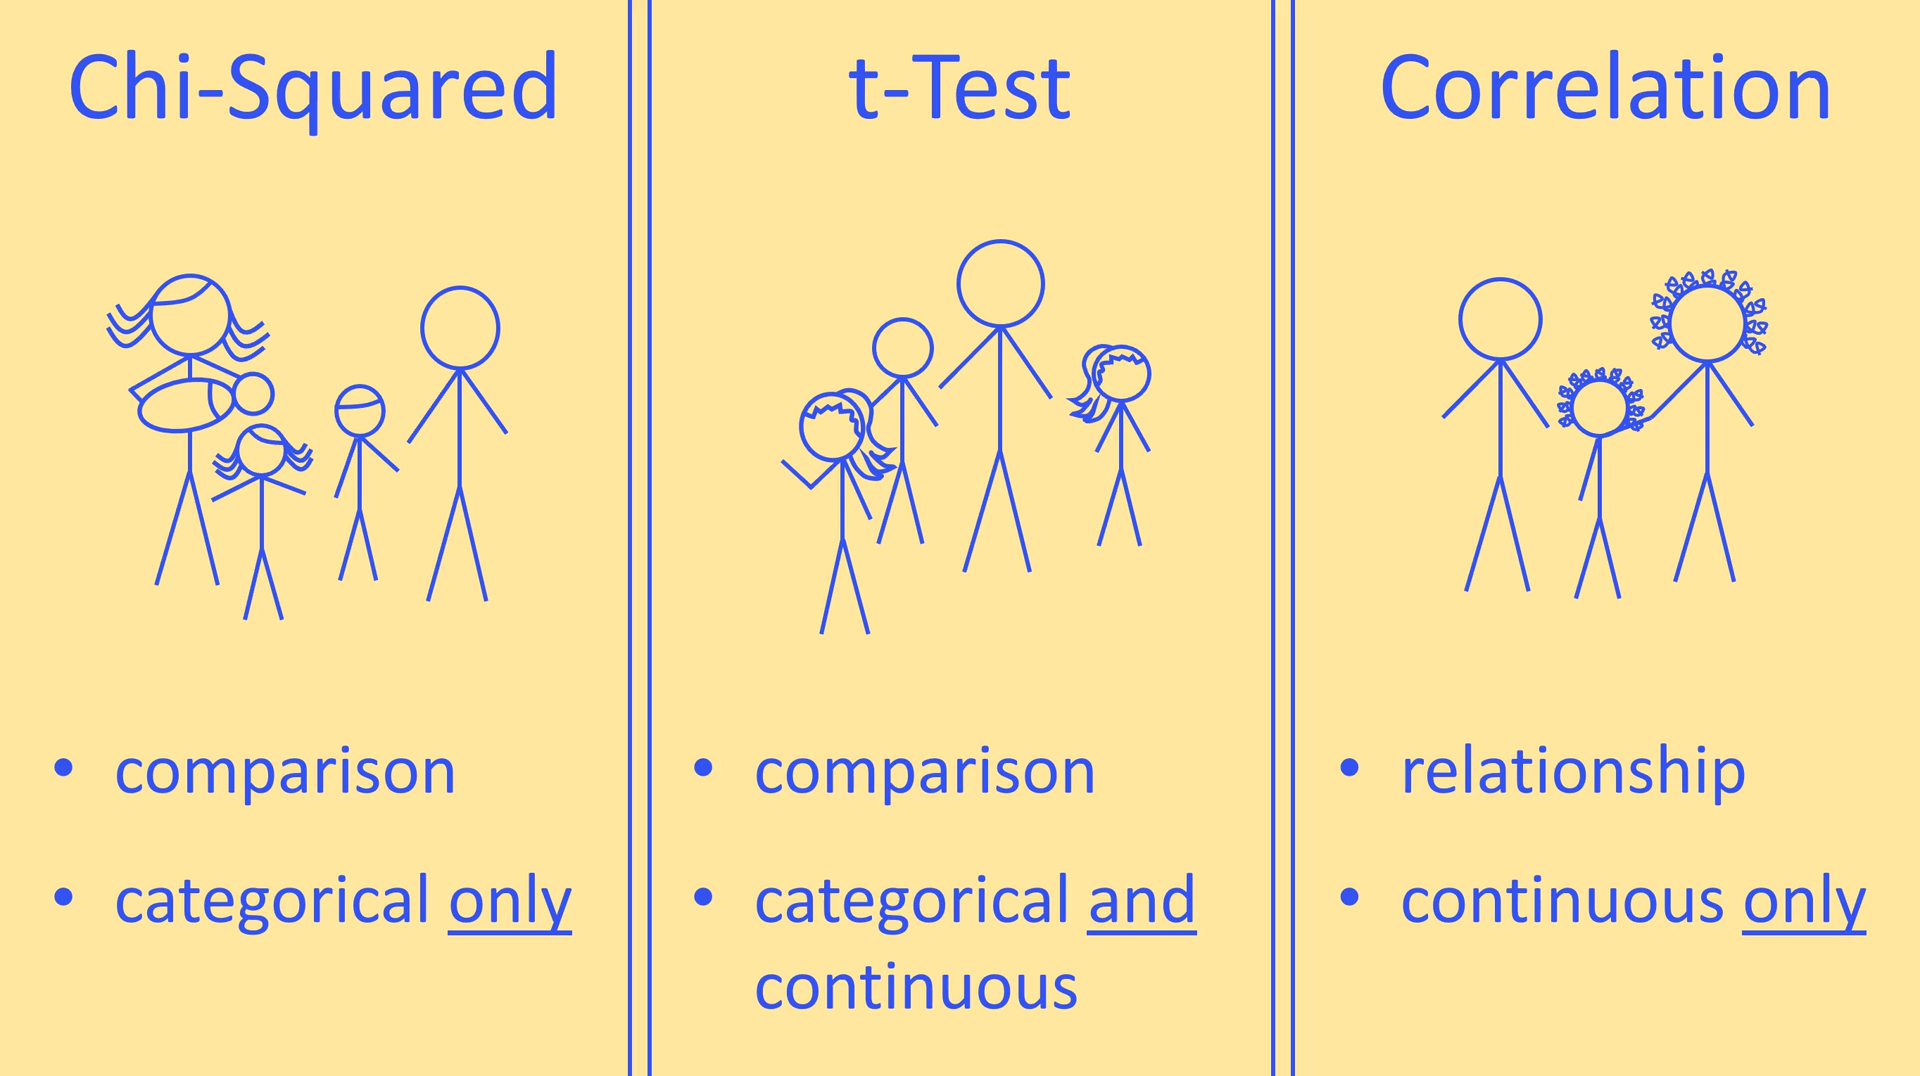 Chi-Squared
• comparison
• categorical only
t-Test
• comparison
• categorical and
continuous
Correlation
• relationship
• continuous only